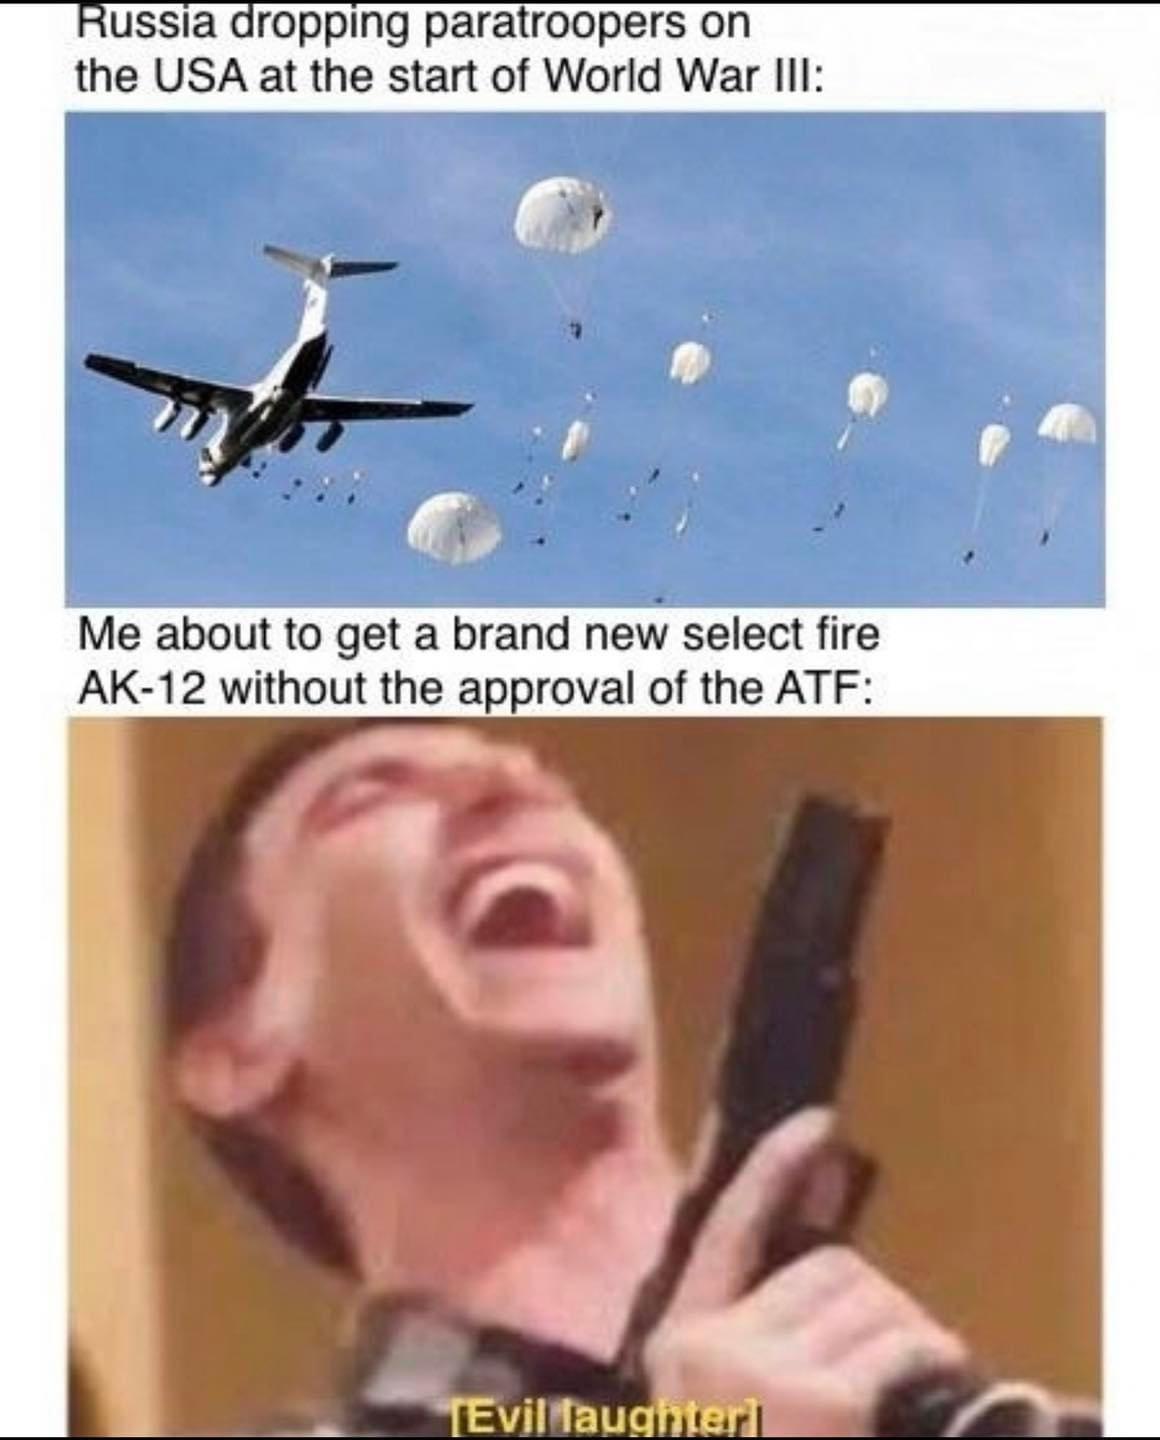 Russia dropping paratroopers on
the USA at the start of World War III:
Me about to get a brand new select fire
AK-12 without the approval of the ATF:
[Evil laughter]